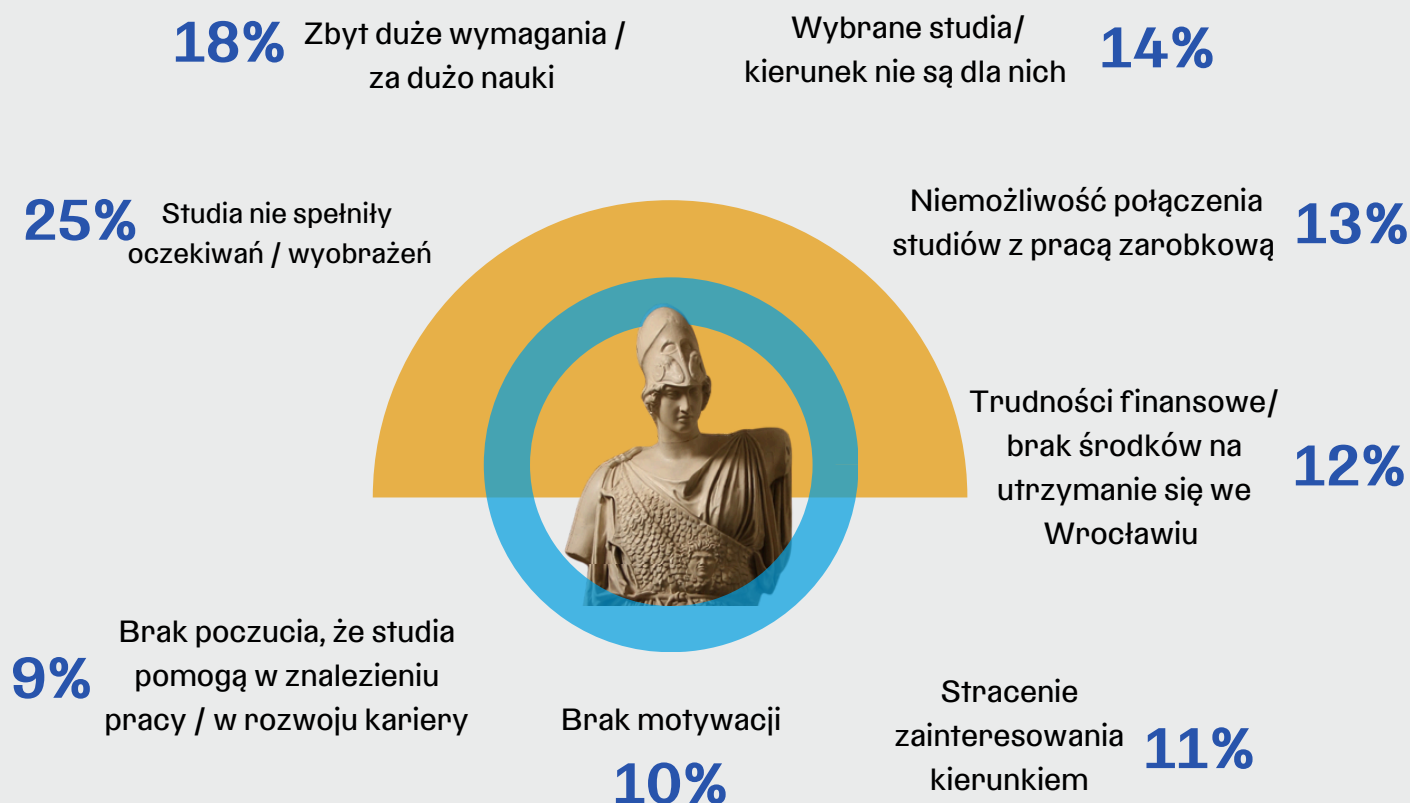 18%
Zbyt duże wymagania /
za dużo nauki
Wybrane studia/
kierunek nie są dla nich
14%
25%
Studia nie spełniły
oczekiwań / wyobrażeń
Niemożliwość połączenia
studiów z pracą zarobkową
13%
Trudności finansowe/
brak środków na
utrzymanie się we
Wrocławiu
12%
9%
Brak poczucia, że studia
pomogą w znalezieniu
pracy / w rozwoju kariery
Brak motywacji
10%
Stracenie
zainteresowania
kierunkiem
11%